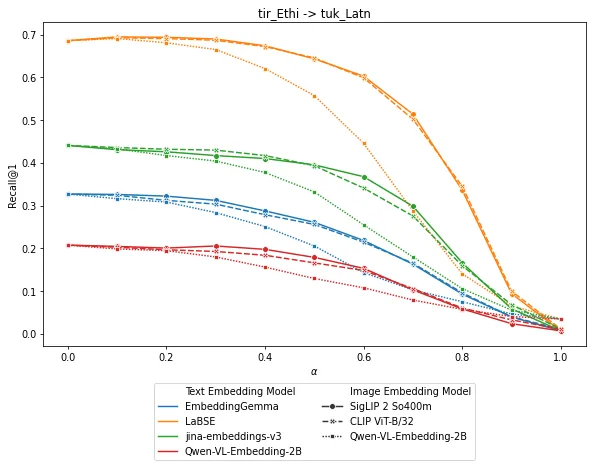 tir_Ethi -> tuk_Latn
Recall@1
0.7
0.6
0.5
0.4
0.3
0.2
0.1
0.0
0.0 0.2 0.4 0.6 0.8 1.0
α
Text Embedding Model
EmbeddingGemma
LaBSE
jina-embeddings-v3
Qwen-VL-Embedding-2B
Image Embedding Model
SigLIP 2 So400m
CLIP ViT-B/32
Qwen-VL-Embedding-2B